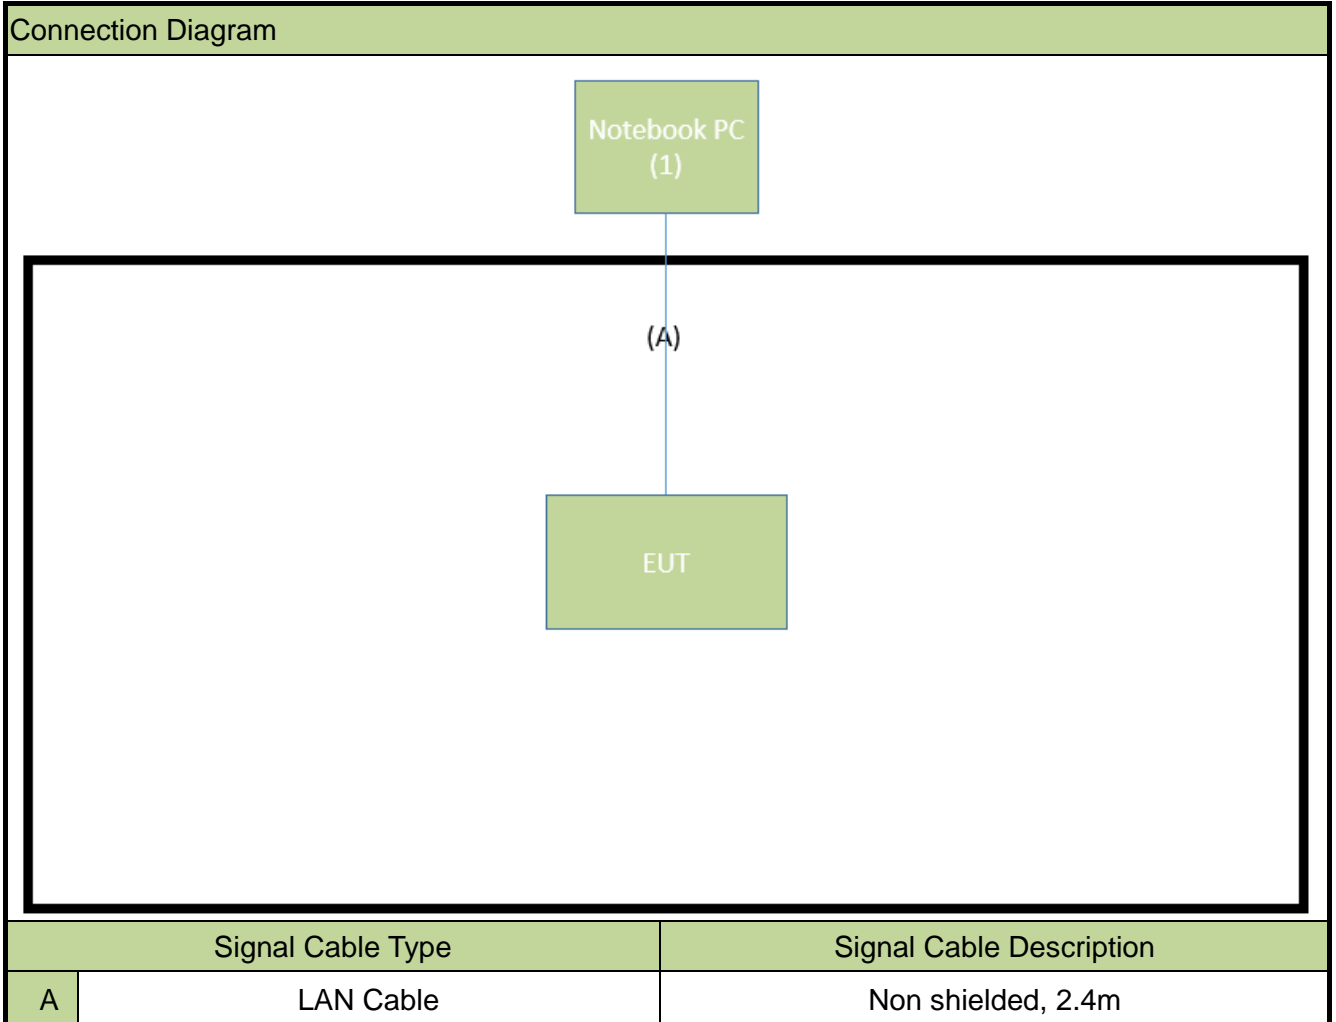 Connection Diagram
Notebook PC
(1)
(A)
EUT
Signal Cable Type Signal Cable Description
A LAN Cable Non shielded, 2.4m